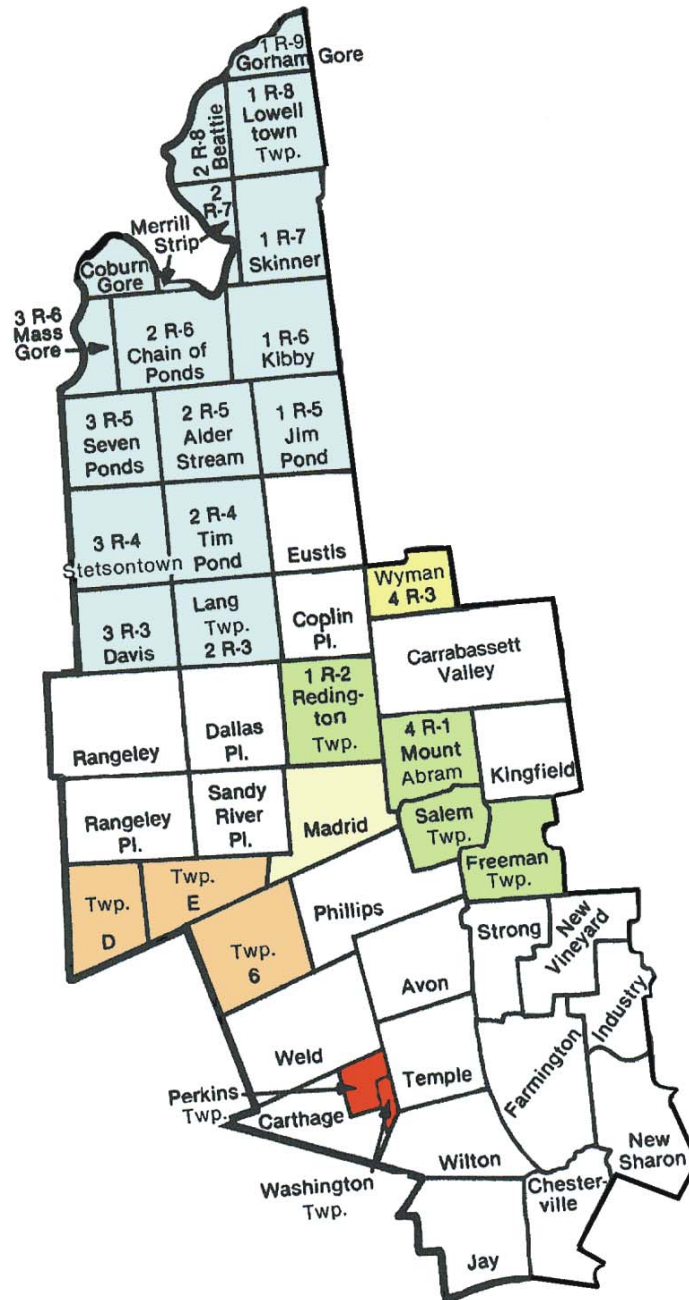 1 R-9
Gorham Gore
1 R-8
Lowell
town
Twp.
2 R-8
Beattie
2
R-7
Merrill
Strip
1 R-7
Skinner
Coburn
Gore
3 R-6
Mass
Gore
2 R-6
Chain of
Ponds
1 R-6
Kibby
3 R-5
Seven
Ponds
2 R-5
Alder
Stream
1 R-5
Jim
Pond
3 R-4
Stetsontown
2 R-4
Tim
Pond
Eustis
Wyman
4 R-3
3 R-3
Davis
Lang
Twp.
2 R-3
Coplin
Pl.
Carrabassett
Valley
Rangeley
Dallas
Pl.
1 R-2
Reding-
ton
Twp.
4 R-1
Mount
Abram
Kingfield
Rangeley
Pl.
Sandy
River
Pl.
Madrid
Salem
Twp.
Freeman
Twp.
Twp.
D
Twp.
E
Twp.
6
Phillips
Strong
New
Vineyard
Avon
Industry
Weld
Temple
Farmington
Perkins
Twp.
Carthage
Washington
Twp.
Wilton
New
Sharon
Chester-
ville
Jay